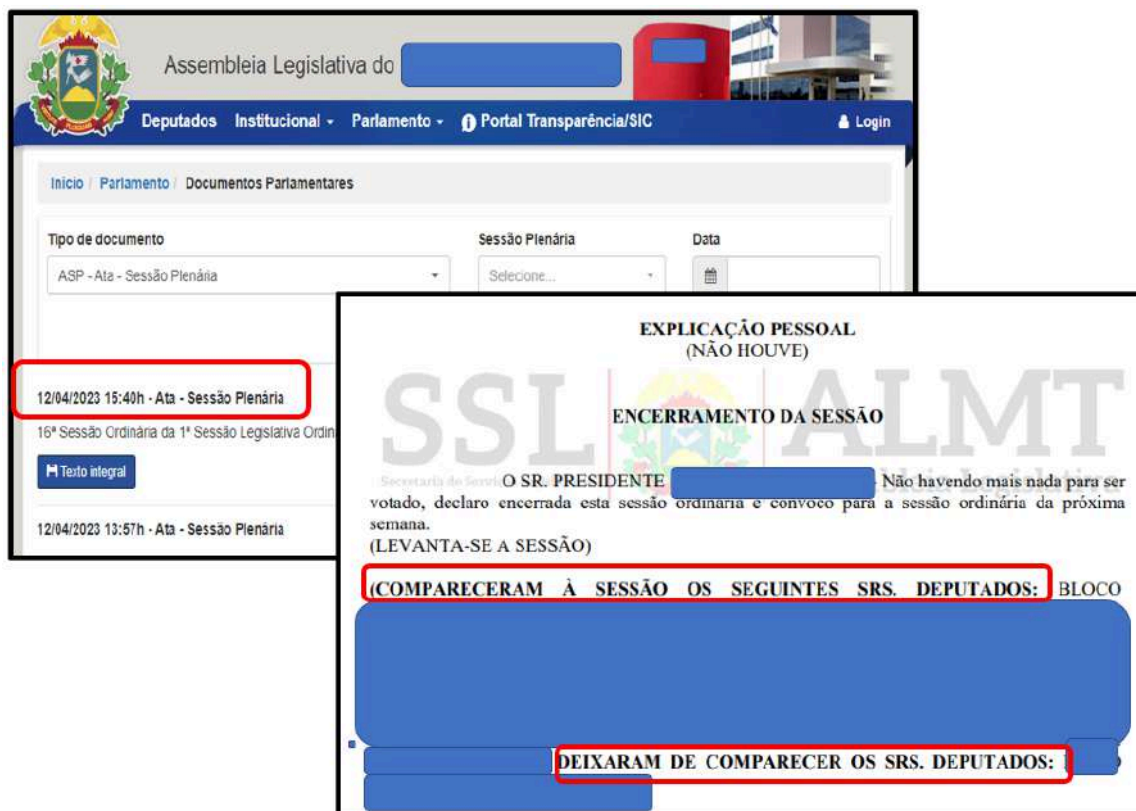 Assembleia Legislativa do
Deputados Institucional Parlamento Portal Transparência/SIC Login
Início / Parlamento / Documentos Parlamentares
Tipo de documento Sessão Plenária Data
ASP - Ata - Sessão Plenária Selecione...
12/04/2023 15:40h - Ata - Sessão Plenária
16ª Sessão Ordinária da 1ª Sessão Legislativa Ordin
Texto integral
12/04/2023 13:57h - Ata - Sessão Plenária
EXPLICAÇÃO PESSOAL
(NÃO HOUVE)
SSL ALMT
ENCERRAMENTO DA SESSÃO
O SR. PRESIDENTE Não havendo mais nada para ser
votado, declaro encerrada esta sessão ordinária e convoco para a sessão ordinária da próxima
semana.
(LEVANTA-SE A SESSÃO)
(COMPARECERAM À SESSÃO OS SEGUINTES SRS. DEPUTADOS: BLOCO
DEIXARAM DE COMPARECER OS SRS. DEPUTADOS: